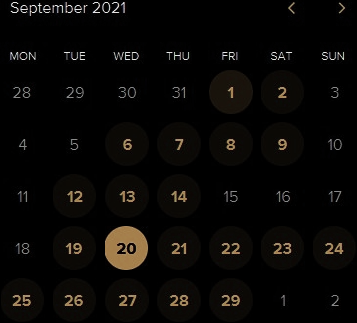 September 2021 < >
MON TUE WED THU FRI SAT SUN
28 29 30 31 1 2 3
4 5 6 7 8 9 10
11 12 13 14 15 16 17
18 19 20 21 22 23 24
25 26 27 28 29 1 2